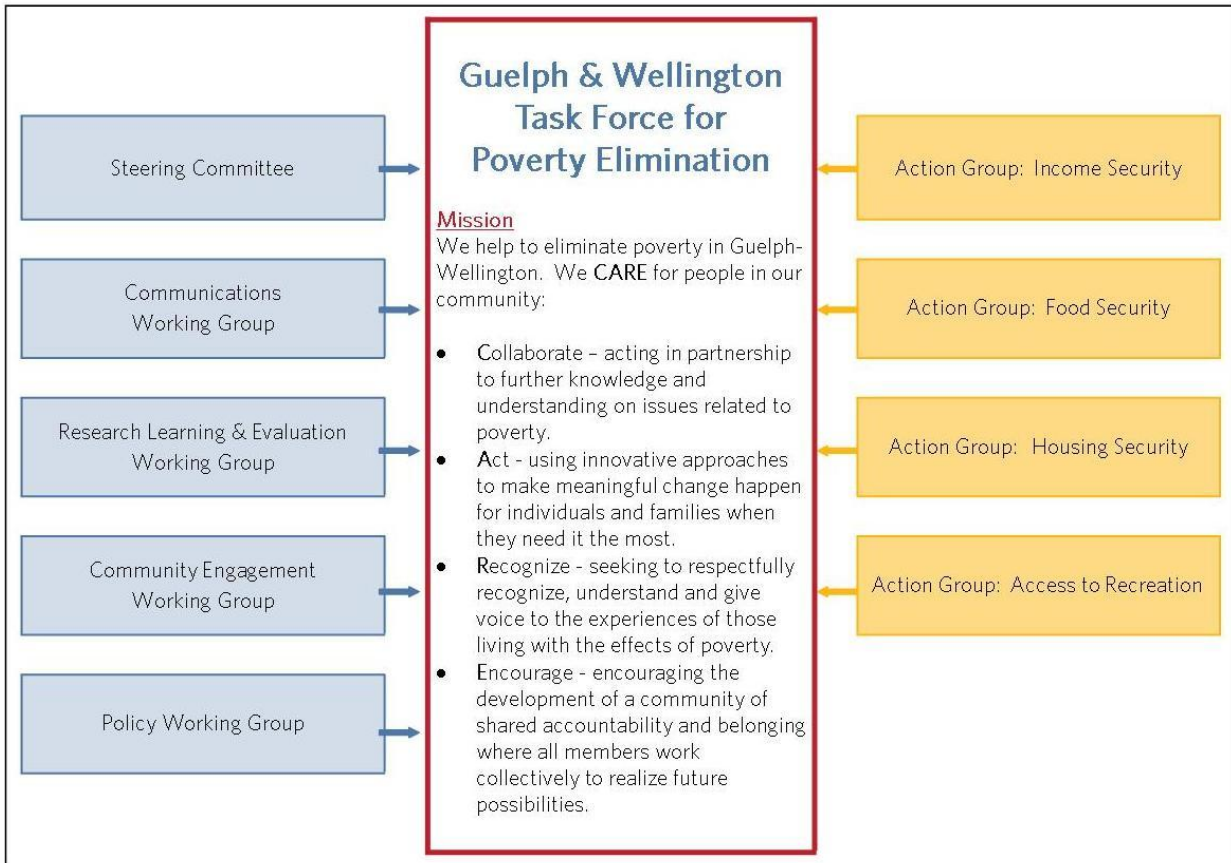 Guelph & Wellington
Task Force for
Poverty Elimination
Mission
We help to eliminate poverty in Guelph-
Wellington. We CARE for people in our
community:
• Collaborate – acting in partnership
to further knowledge and
understanding on issues related to
poverty.
• Act - using innovative approaches
to make meaningful change happen
for individuals and families when
they need it the most.
• Recognize - seeking to respectfully
recognize, understand and give
voice to the experiences of those
living with the effects of poverty.
• Encourage - encouraging the
development of a community of
shared accountability and belonging
where all members work
collectively to realize future
possibilities.
Steering Committee
Communications
Working Group
Research Learning & Evaluation
Working Group
Community Engagement
Working Group
Policy Working Group
Action Group: Income Security
Action Group: Food Security
Action Group: Housing Security
Action Group: Access to Recreation